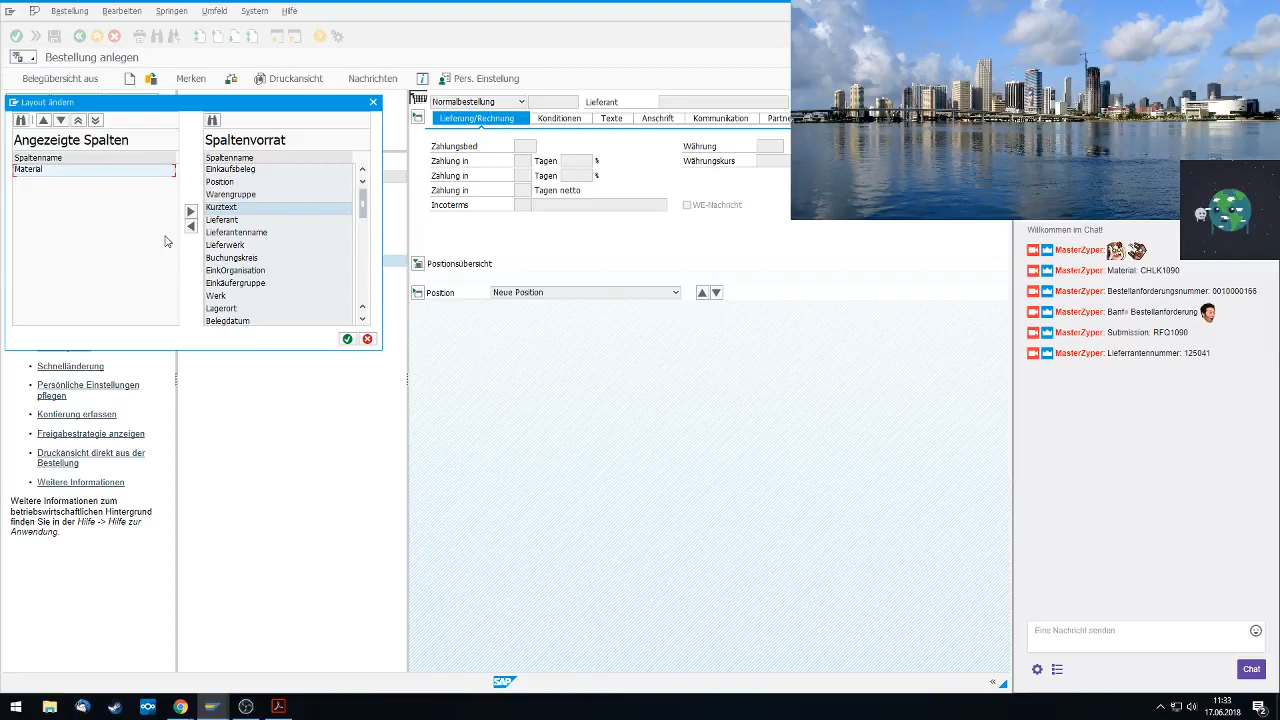 Bestellung Bearbeiten Springen Umfeld System Hilfe
Bestellung anlegen
Belegübersicht aus Merken Druckansicht Nachrichten Pers. Einstellung
Layout ändern
Angezeigte Spalten
Spaltenname
Material
Spaltenvorrat
Spaltenname
Einkaufsbeleg
Position
Warengruppe
Kurztext
Lieferant
Lieferantenname
Lieferwerk
Buchungskreis
EinkOrganisation
Einkäufergruppe
Werk
Lagerort
Belegdatum
Schnelländerung
Persönliche Einstellungen
pflegen
Kontierung erfassen
Freigabestrategie anzeigen
Druckansicht direkt aus der
Bestellung
Weitere Informationen
Weitere Informationen zum
betriebswirtschaftlichen Hintergrund
finden Sie in der Hilfe -> Hilfe zur
Anwendung.
Normalbestellung Lieferant
Lieferung/Rechnung Konditionen Texte Anschrift Kommunikation Partne
Zahlungsbed Währung
Zahlung in Tagen % Währungskurs
Zahlung in Tagen %
Zahlung in Tagen netto
Incoterms WE-Nachricht
Positionsübersicht
Position Neue Position
SAP
Willkommen im Chat!
MasterZyper:
MasterZyper: Material: CHLK1090
MasterZyper: Bestellanforderungsnummer: 0010000166
MasterZyper: Banf= Bestellanforderung
MasterZyper: Submission: RFQ1090
MasterZyper: Lieferrantennummer: 125041
Eine Nachricht senden
Chat
11:33
17.06.2018
2